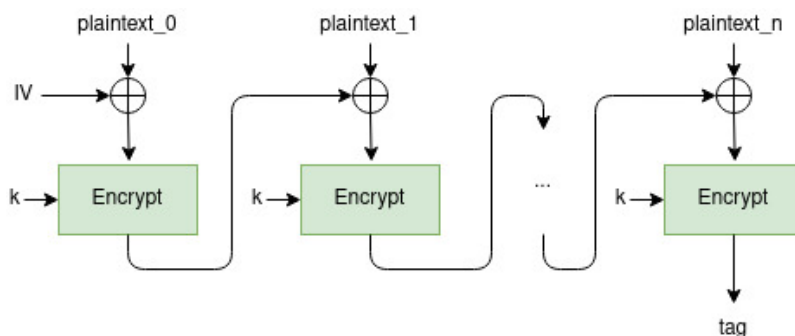 plaintext_0
plaintext_1
plaintext_n
IV
k
Encrypt
k
Encrypt
...
k
Encrypt
tag